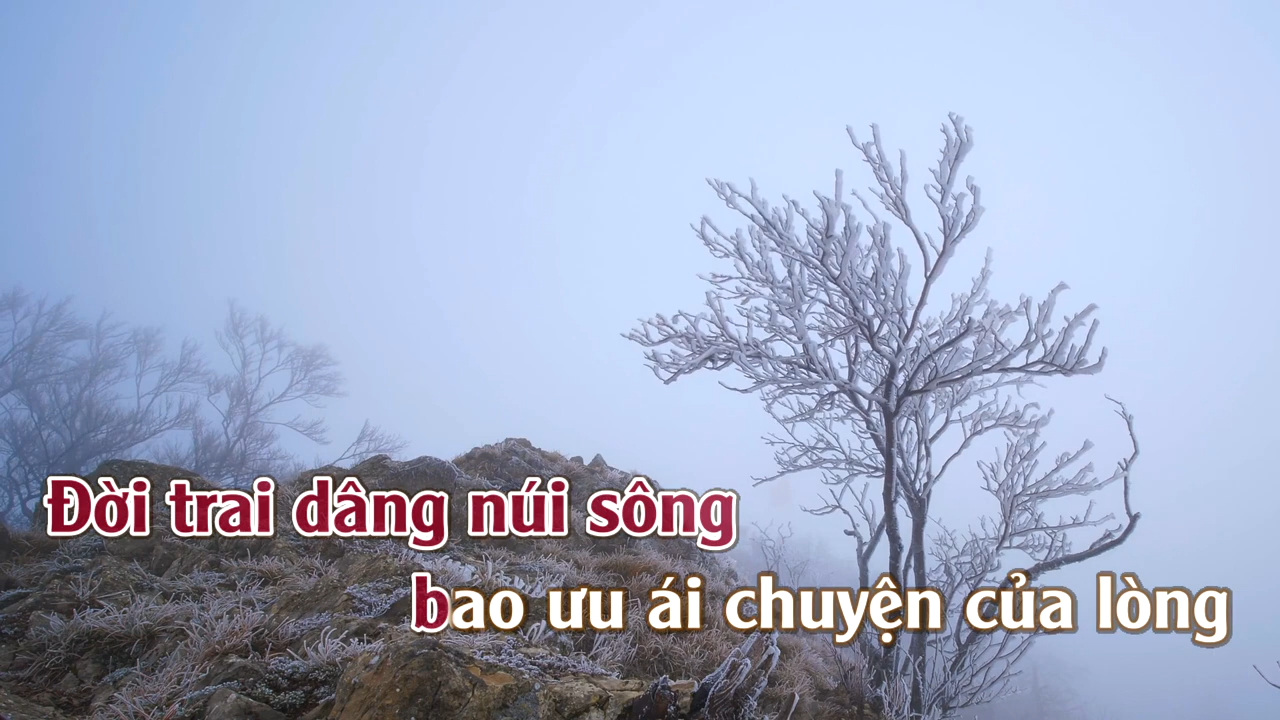 Đời trai dâng núi sông
bao ưu ái chuyện của lòng